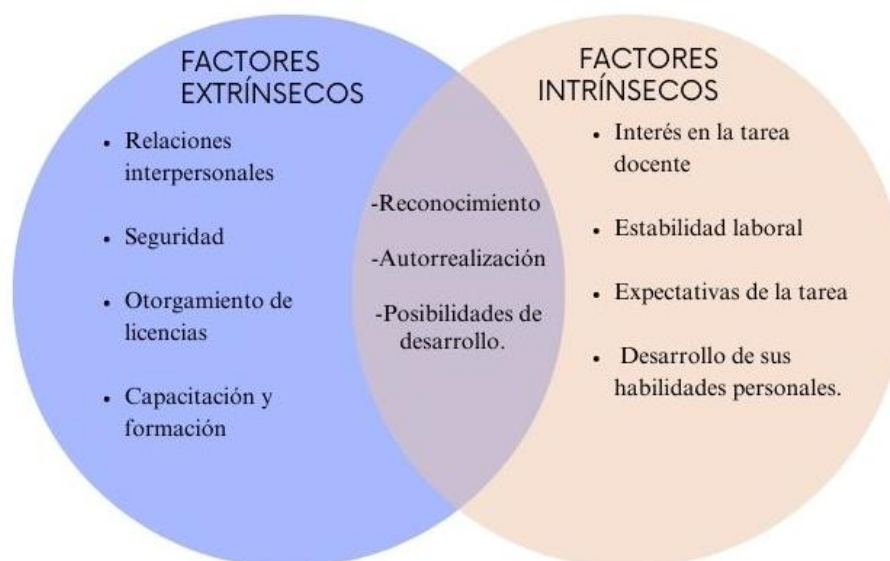 FACTORES
EXTRÍNSECOS
• Relaciones
interpersonales
• Seguridad
• Otorgamiento de
licencias
• Capacitación y
formación
-Reconocimiento
-Autorrealización
-Posibilidades de
desarrollo.
FACTORES
INTRÍNSECOS
• Interés en la tarea
docente
• Estabilidad laboral
• Expectativas de la tarea
• Desarrollo de sus
habilidades personales.